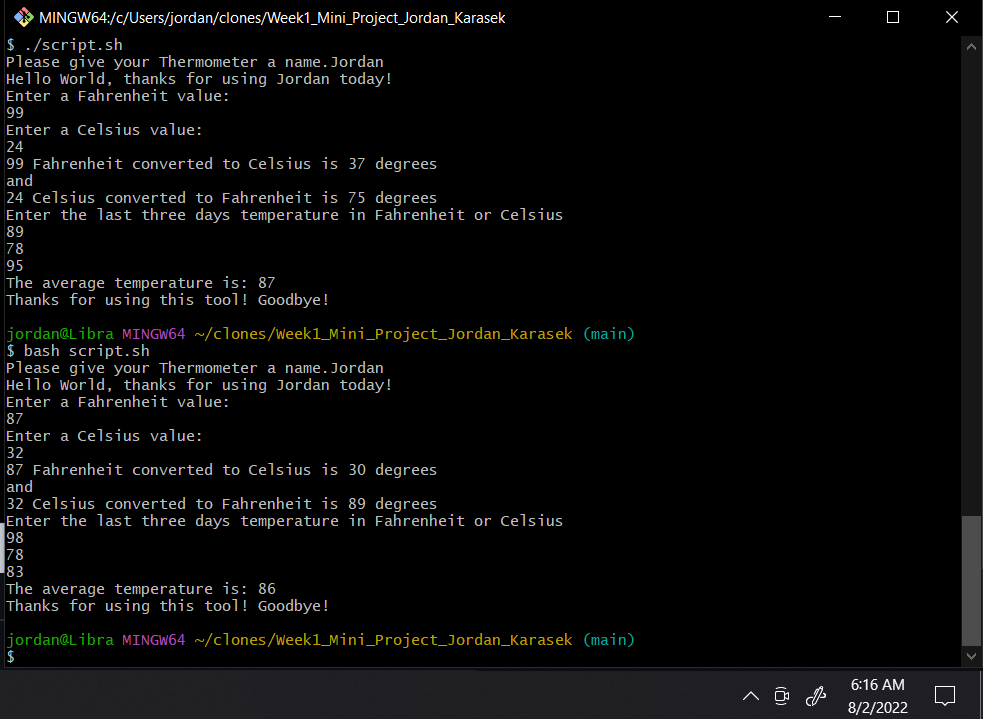 MINGW64:/c/Users/jordan/clones/Week1_Mini_Project_Jordan_Karasek
$ ./script.sh
Please give your Thermometer a name.Jordan
Hello World, thanks for using Jordan today!
Enter a Fahrenheit value:
99
Enter a Celsius value:
24
99 Fahrenheit converted to Celsius is 37 degrees
and
24 Celsius converted to Fahrenheit is 75 degrees
Enter the last three days temperature in Fahrenheit or Celsius
89
78
95
The average temperature is: 87
Thanks for using this tool! Goodbye!
jordan@Libra MINGW64 ~/clones/Week1_Mini_Project_Jordan_Karasek (main)
$ bash script.sh
Please give your Thermometer a name.Jordan
Hello World, thanks for using Jordan today!
Enter a Fahrenheit value:
87
Enter a Celsius value:
32
87 Fahrenheit converted to Celsius is 30 degrees
and
32 Celsius converted to Fahrenheit is 89 degrees
Enter the last three days temperature in Fahrenheit or Celsius
98
78
83
The average temperature is: 86
Thanks for using this tool! Goodbye!
jordan@Libra MINGW64 ~/clones/Week1_Mini_Project_Jordan_Karasek (main)
$
6:16 AM
8/2/2022